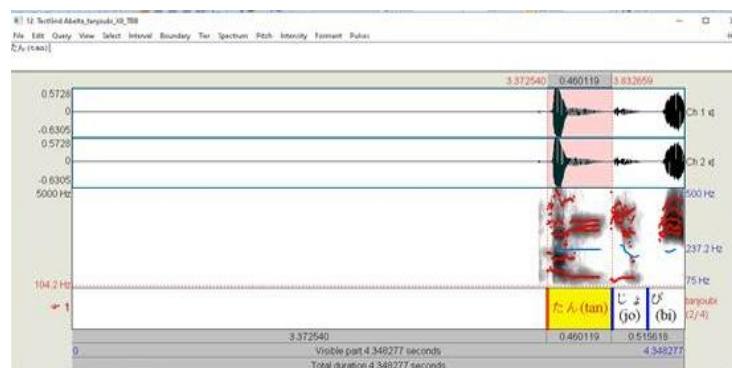 12. TextGrid Abelta_tanjoubi_X9_TBB
File Edit Query View Select Interval Boundary Tier Spectrum Pitch Intensity Formant Pulses
たん (tan)
3.372540 0.460119 3.832659
0.5728
0
-0.6305
Ch 1
0.5728
0
-0.6305
Ch 2
5000 Hz 500 Hz
237.2 Hz
104.2 Hz 75 Hz
1 たん (tan) じょ (jo) び (bi) tanjoubi (2/4)
3.372540 0.460119 0.515618
0 Visible part 4.348277 seconds 4.348277
Total duration 4.348277 seconds